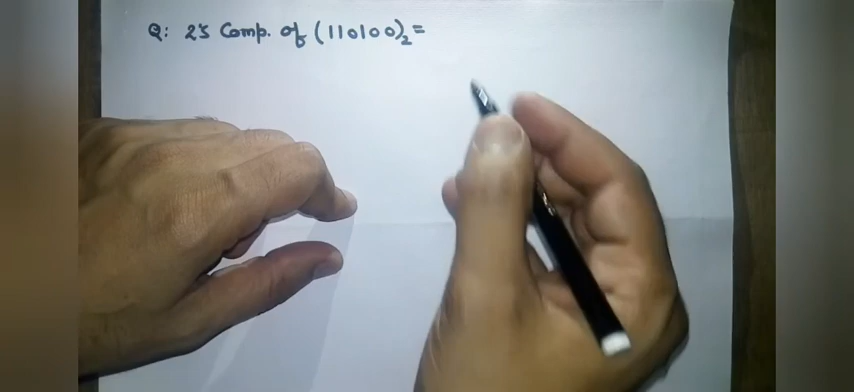 Q: 2's Comp. of (110100)₂=